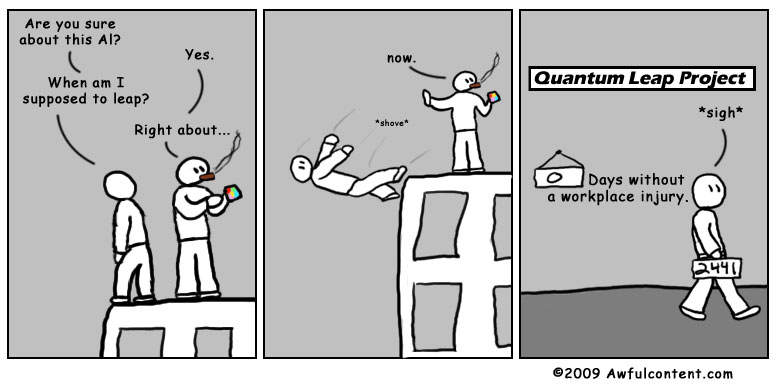 Are you sure
about this Al?
Yes.
When am I
supposed to leap?
Right about...
now.
*shove*
Quantum Leap Project
*sigh*
0
Days without
a workplace injury.
2441
©2009 Awfulcontent.com